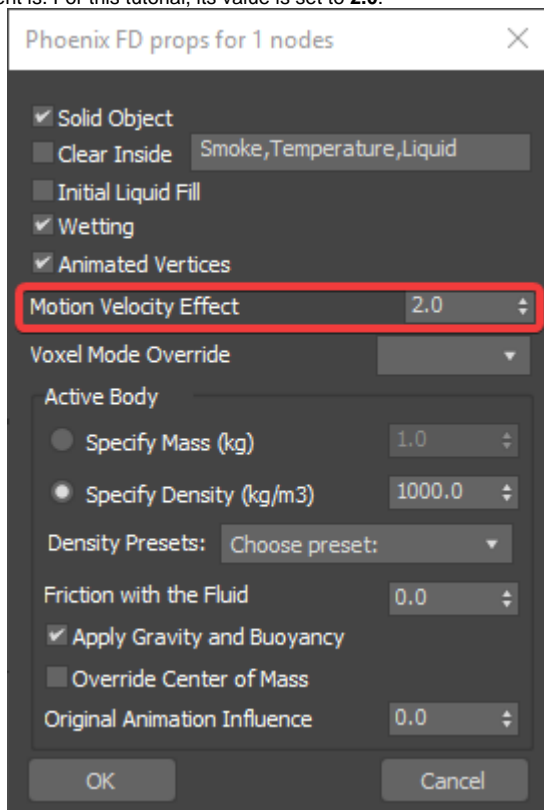 ent is. For this tutorial, its value is set to 2.0.
Phoenix FD props for 1 nodes
Solid Object
Clear Inside Smoke,Temperature,Liquid
Initial Liquid Fill
Wetting
Animated Vertices
Motion Velocity Effect 2.0
Voxel Mode Override
Active Body
Specify Mass (kg) 1.0
Specify Density (kg/m3) 1000.0
Density Presets: Choose preset:
Friction with the Fluid 0.0
Apply Gravity and Buoyancy
Override Center of Mass
Original Animation Influence 0.0
OK Cancel